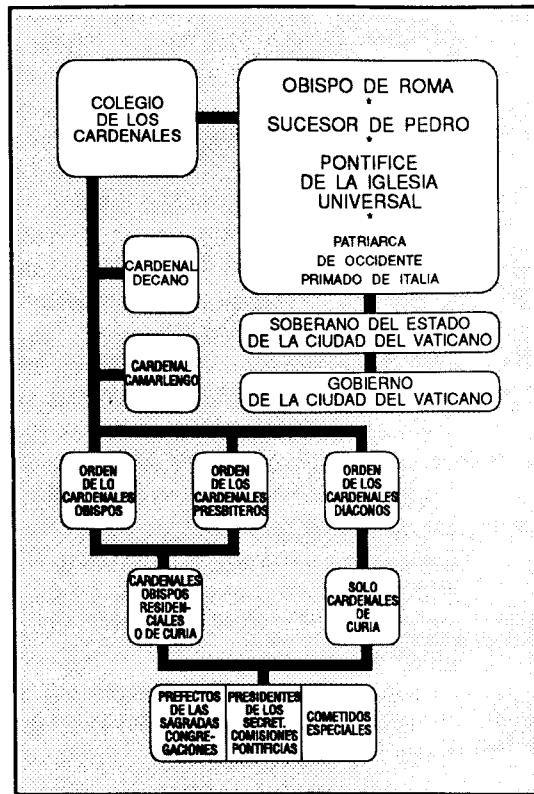 COLEGIO
DE LOS
CARDENALES
OBISPO DE ROMA
*
SUCESOR DE PEDRO
*
PONTIFICE
DE LA IGLESIA
UNIVERSAL
*
PATRIARCA
DE OCCIDENTE
PRIMADO DE ITALIA
CARDENAL
DECANO
SOBERANO DEL ESTADO
DE LA CIUDAD DEL VATICANO
CARDENAL
CAMARLENGO
GOBIERNO
DE LA CIUDAD DEL VATICANO
ORDEN
DE LO
CARDENALES
OBISPOS
ORDEN
DE LOS
CARDENALES
PRESBITEROS
ORDEN
DE LOS
CARDENALES
DIACONOS
CARDENALES
OBISPOS
RESIDEN-
CIALES
O DE CURIA
SOLO
CARDENALES
DE
CURIA
PREFECTOS
DE LAS
SAGRADAS
CONGRE-
GACIONES
PRESIDENTES
DE LOS
SECRET.
COMISIONES
PONTIFICIAS
COMETIDOS
ESPECIALES